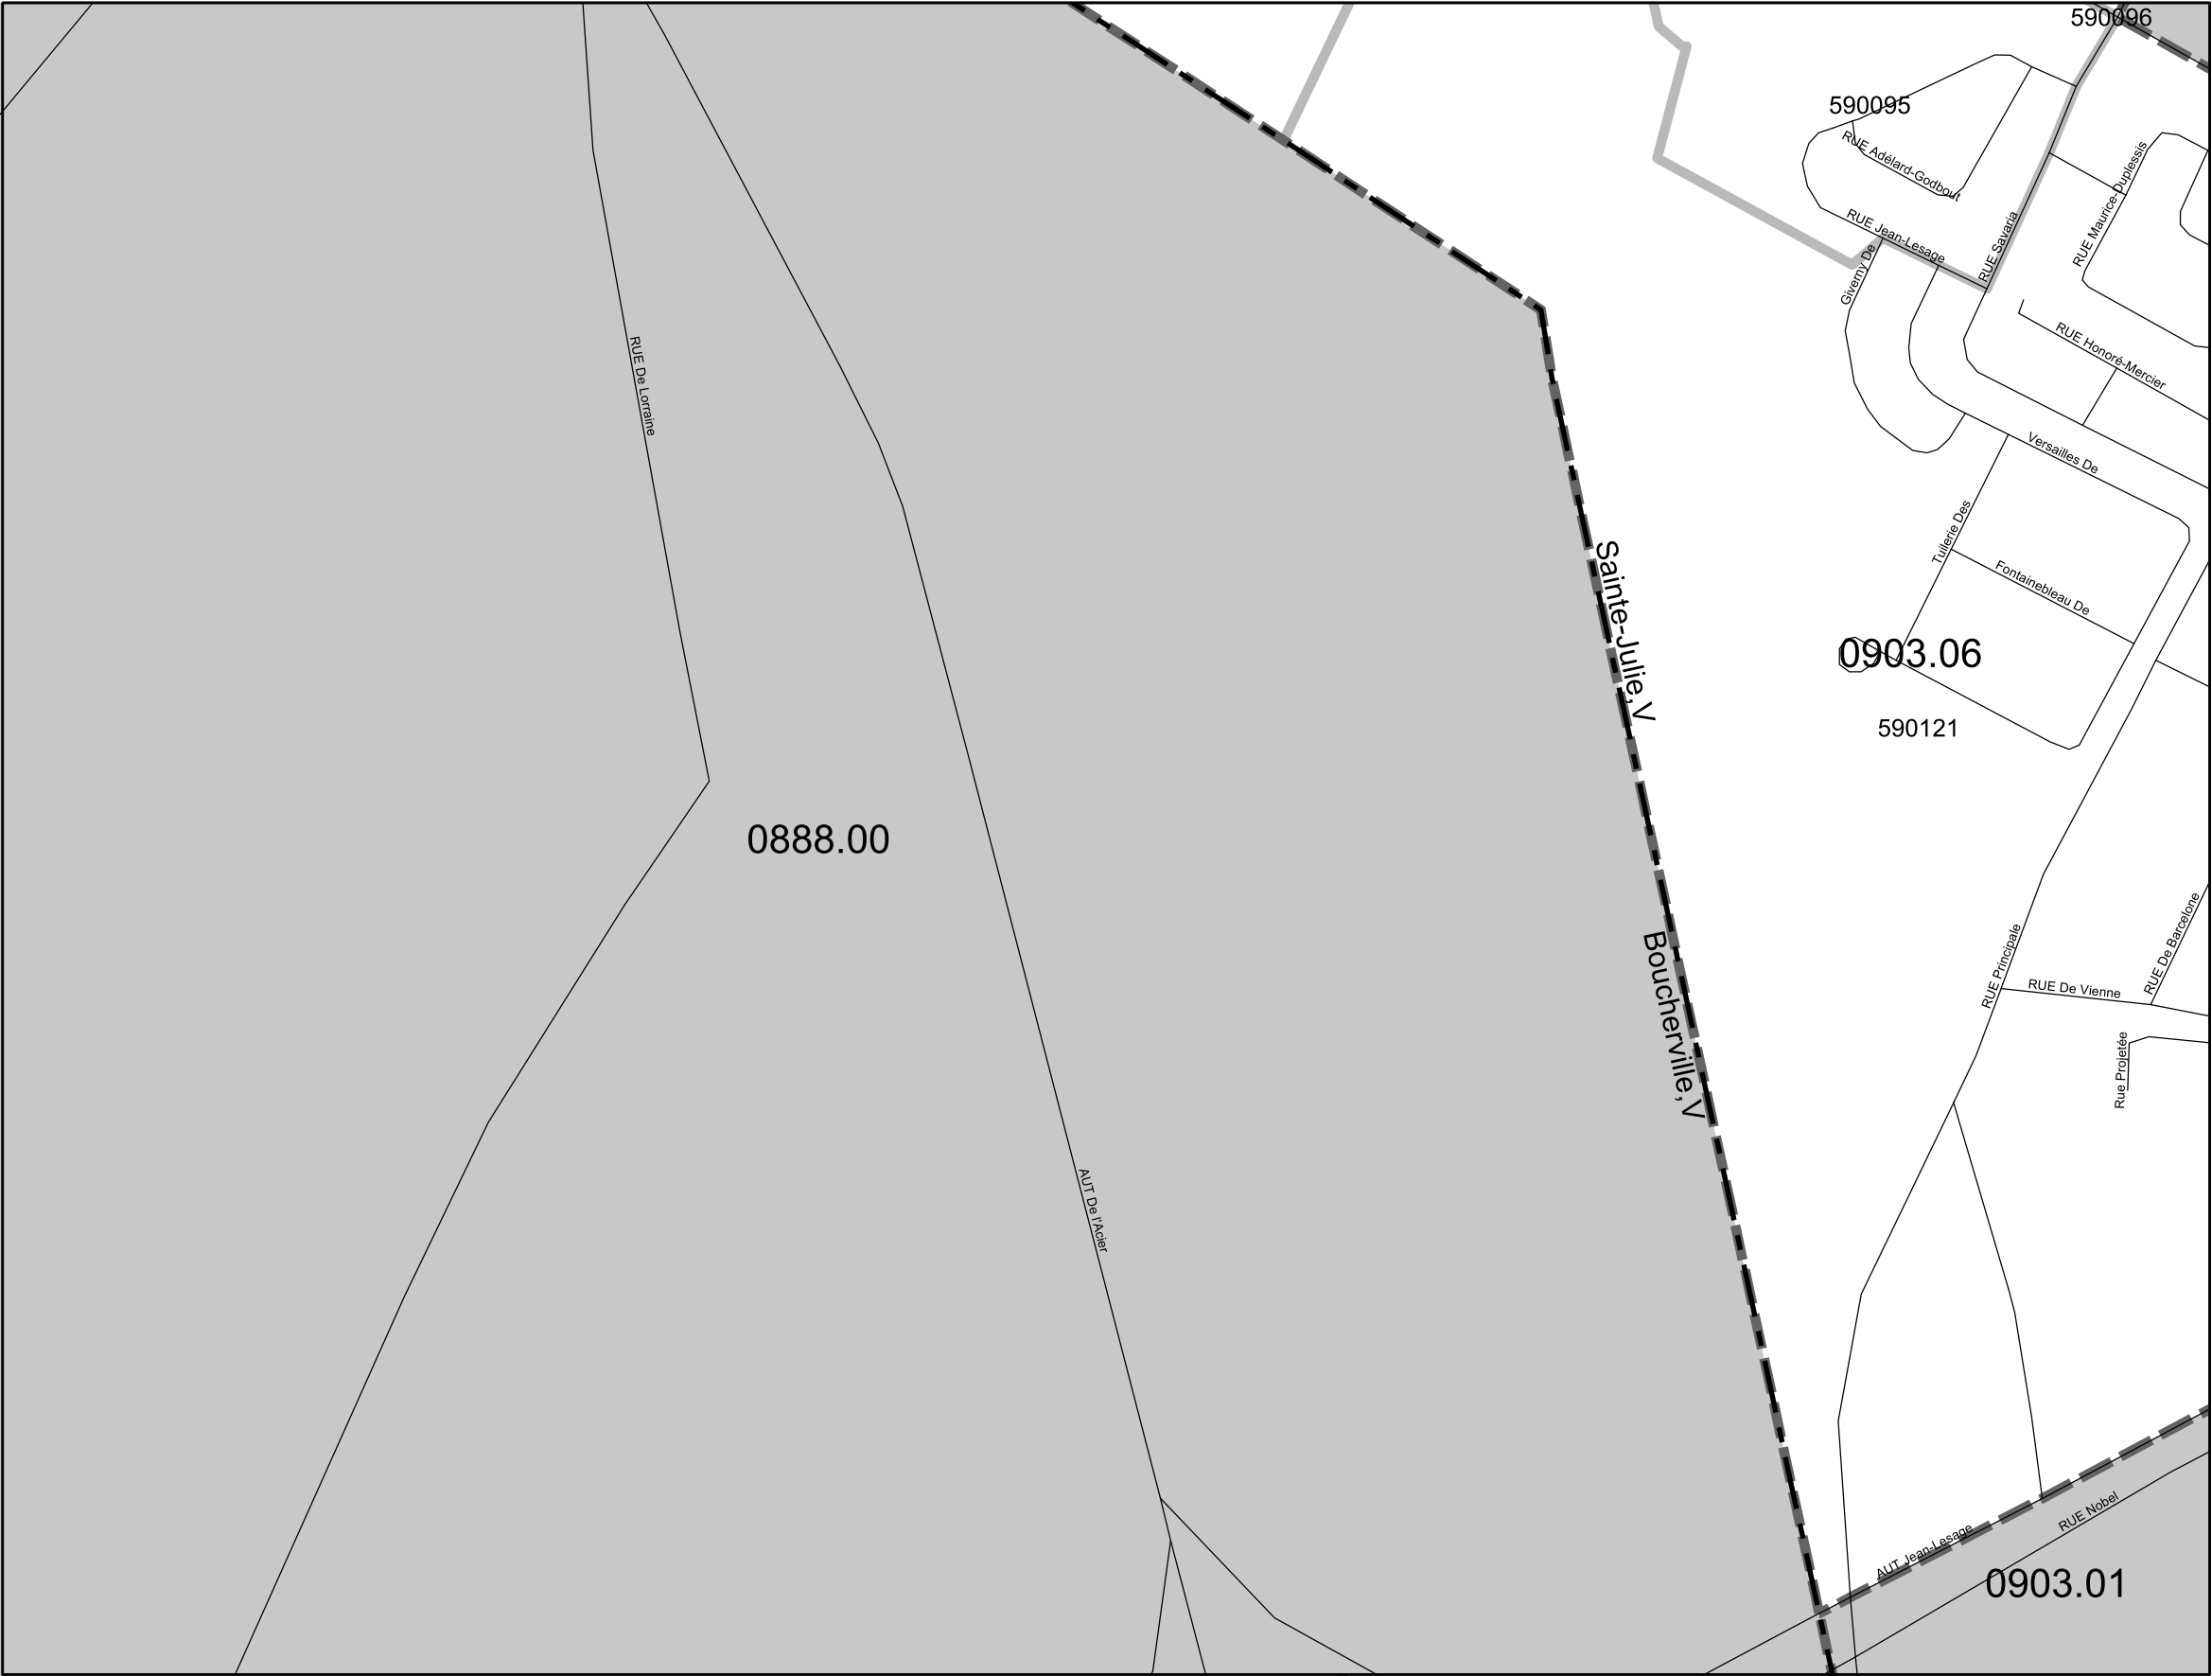 590096
590095
RUE Adélard-Godbout
RUE Maurice-Duplessis
RUE Jean-Lesage
RUE Savaria
Giverny De
RUE Honoré-Mercier
RUE De Lorraine
Versailles De
Tuilerie Des
Fontainebleau De
Sainte-Julie,V
0903.06
590121
0888.00
Boucherville,V
RUE Principale
RUE De Barcelone
RUE De Vienne
Rue Projetée
AUT De l'Acier
RUE Nobel
AUT Jean-Lesage
0903.01